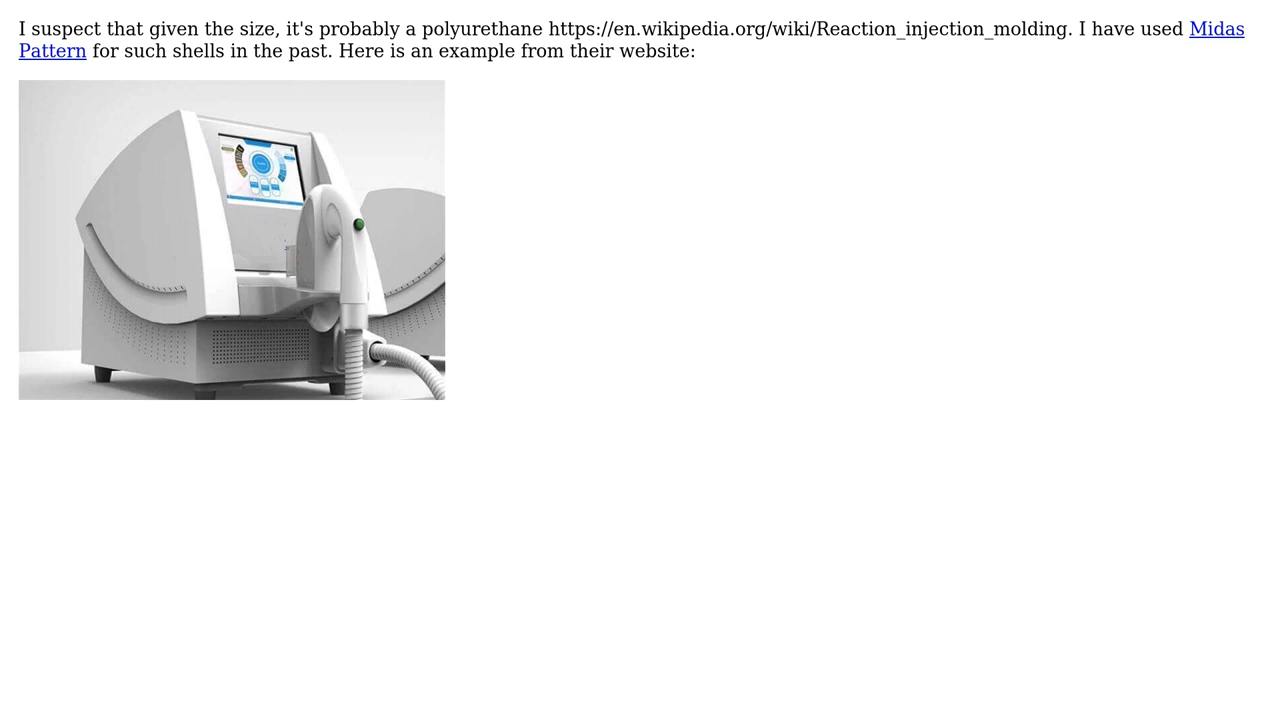 I suspect that given the size, it's probably a polyurethane https://en.wikipedia.org/wiki/Reaction_injection_molding. I have used Midas
Pattern for such shells in the past. Here is an example from their website: